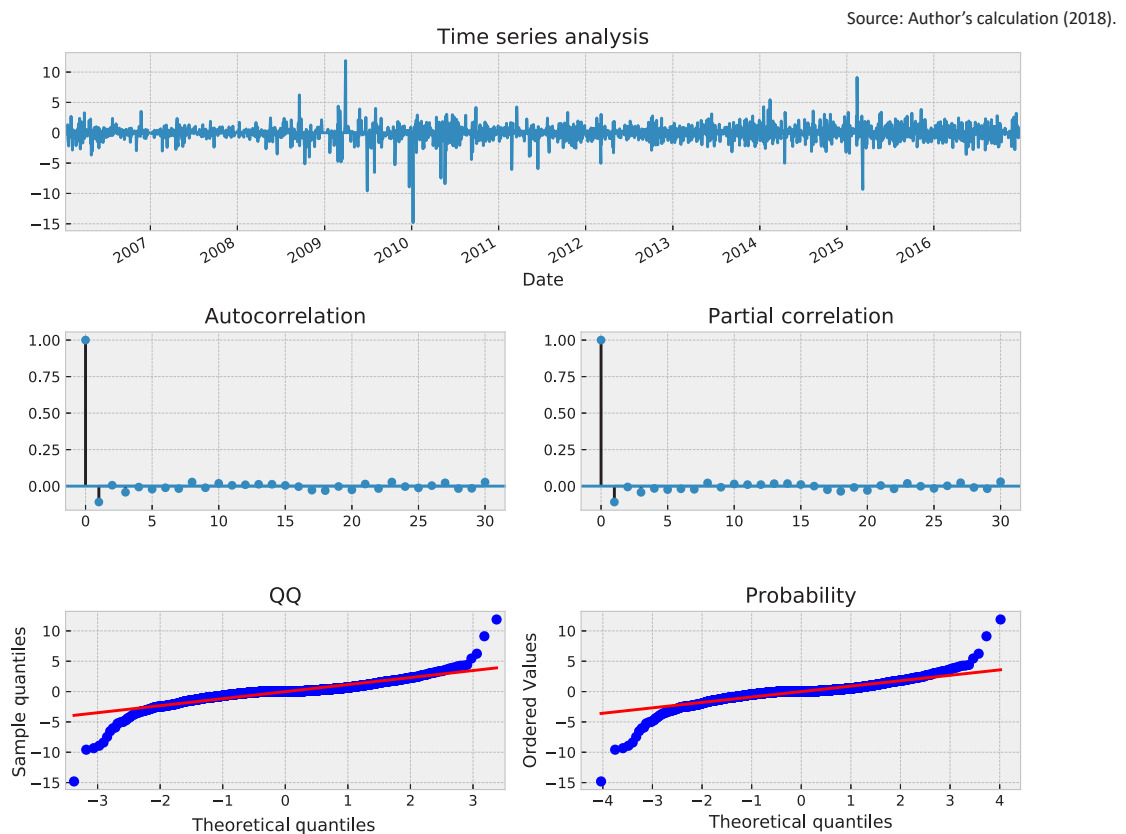 Source: Author's calculation (2018).
Time series analysis
10
5
0
−5
−10
−15
2007 2008 2009 2010 2011 2012 2013 2014 2015 2016
Date
Autocorrelation
1.00
0.75
0.50
0.25
0.00
0 5 10 15 20 25 30
Partial correlation
1.00
0.75
0.50
0.25
0.00
0 5 10 15 20 25 30
QQ
Sample quantiles
10
5
0
−5
−10
−15
−3 −2 −1 0 1 2 3
Theoretical quantiles
Probability
Ordered Values
10
5
0
−5
−10
−15
−4 −3 −2 −1 0 1 2 3 4
Theoretical quantiles